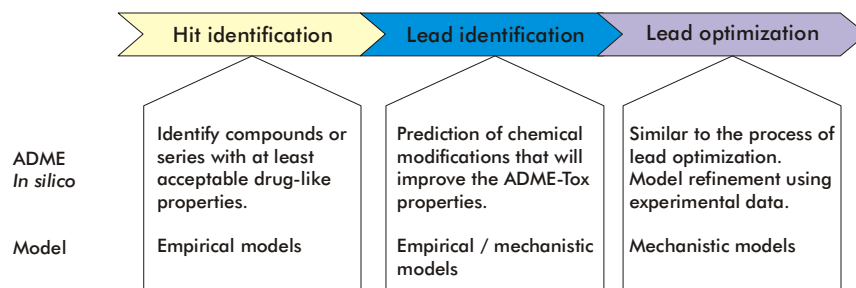 Hit identification
Lead identification
Lead optimization
ADME
In silico
Identify compounds or
series with at least
acceptable drug-like
properties.
Prediction of chemical
modifications that will
improve the ADME-Tox
properties.
Similar to the process of
lead optimization.
Model refinement using
experimental data.
Model
Empirical models
Empirical / mechanistic
models
Mechanistic models